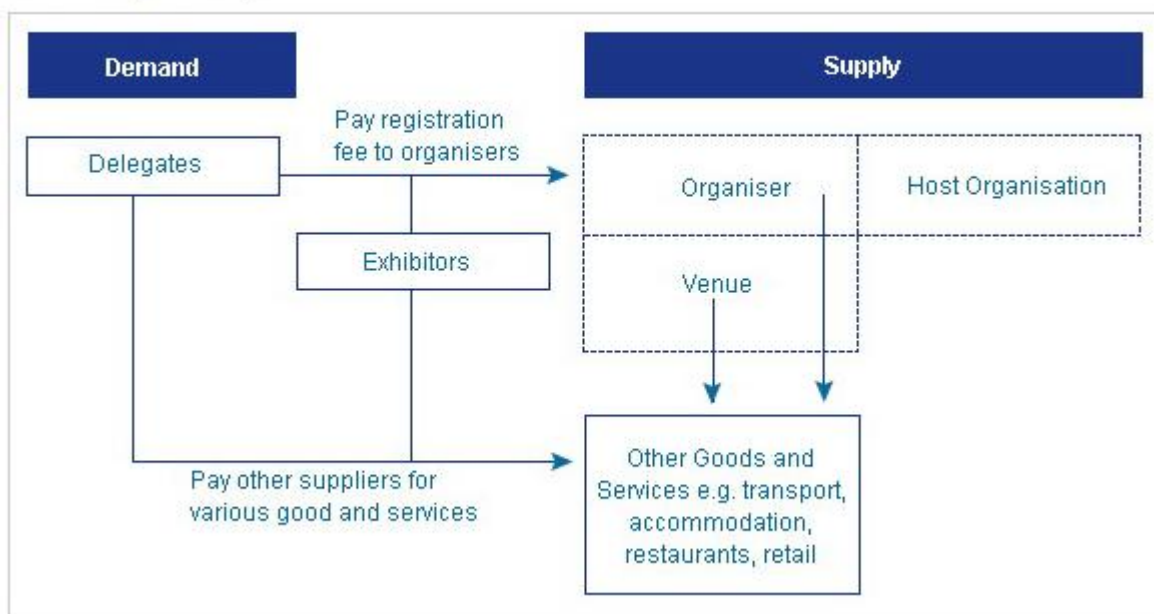 Demand
Supply
Pay registration
fee to organisers
Delegates
Organiser
Host Organisation
Exhibitors
Venue
Other Goods and
Services e.g. transport,
accommodation,
restaurants, retail
Pay other suppliers for
various good and services